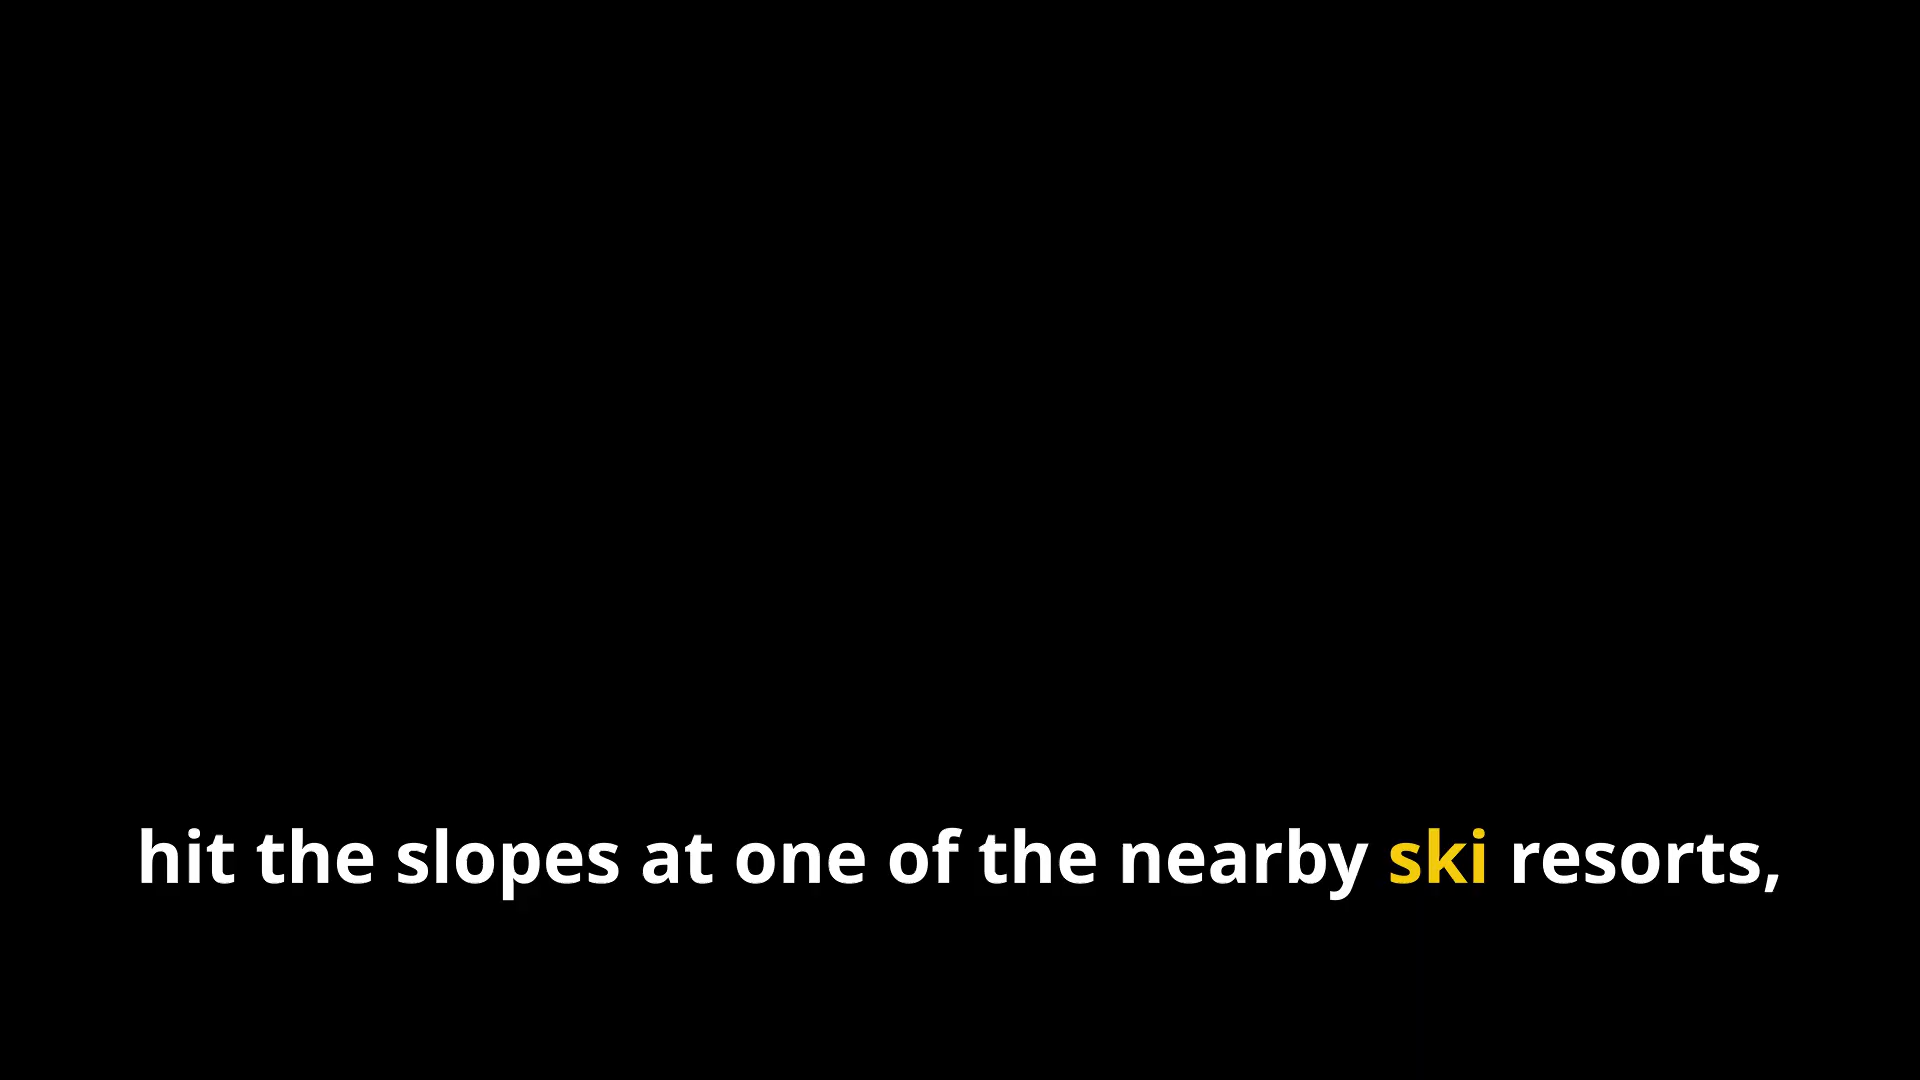 hit the slopes at one of the nearby ski resorts,